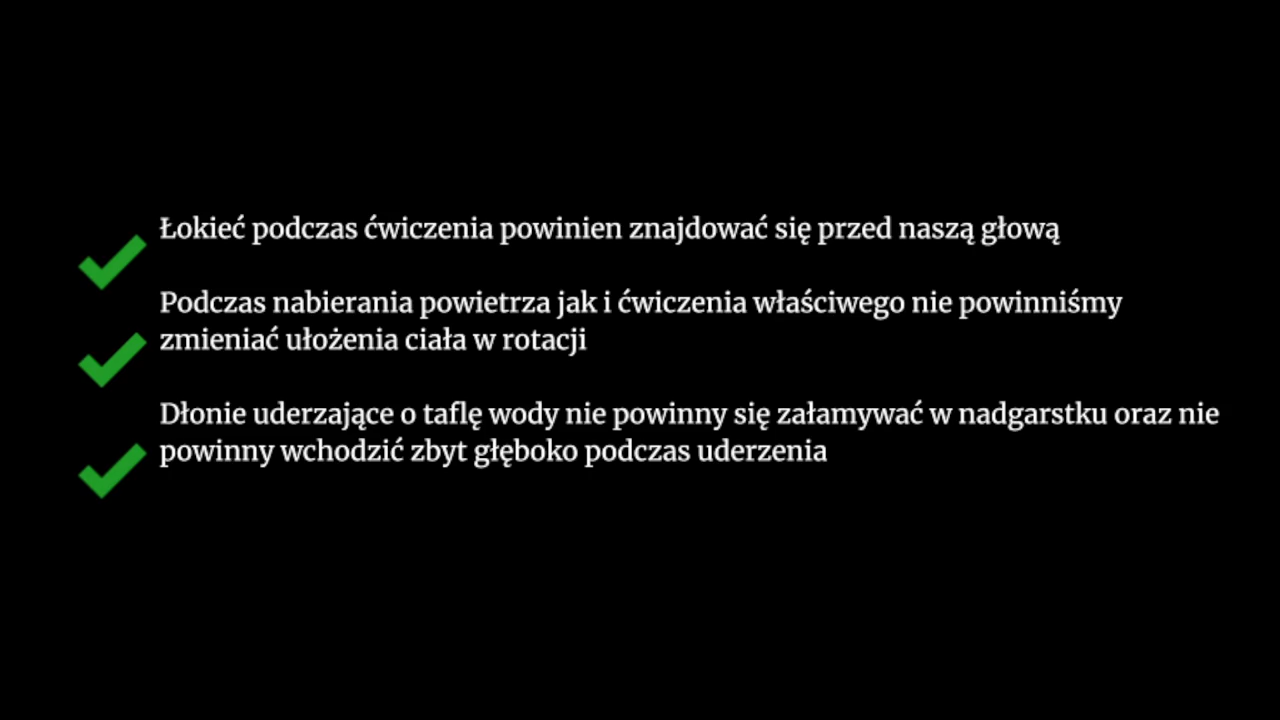 Łokieć podczas ćwiczenia powinien znajdować się przed naszą głową
Podczas nabierania powietrza jak i ćwiczenia właściwego nie powinniśmy
zmieniać ułożenia ciała w rotacji
Dłonie uderzające o taflę wody nie powinny się załamywać w nadgarstku oraz nie
powinny wchodzić zbyt głęboko podczas uderzenia